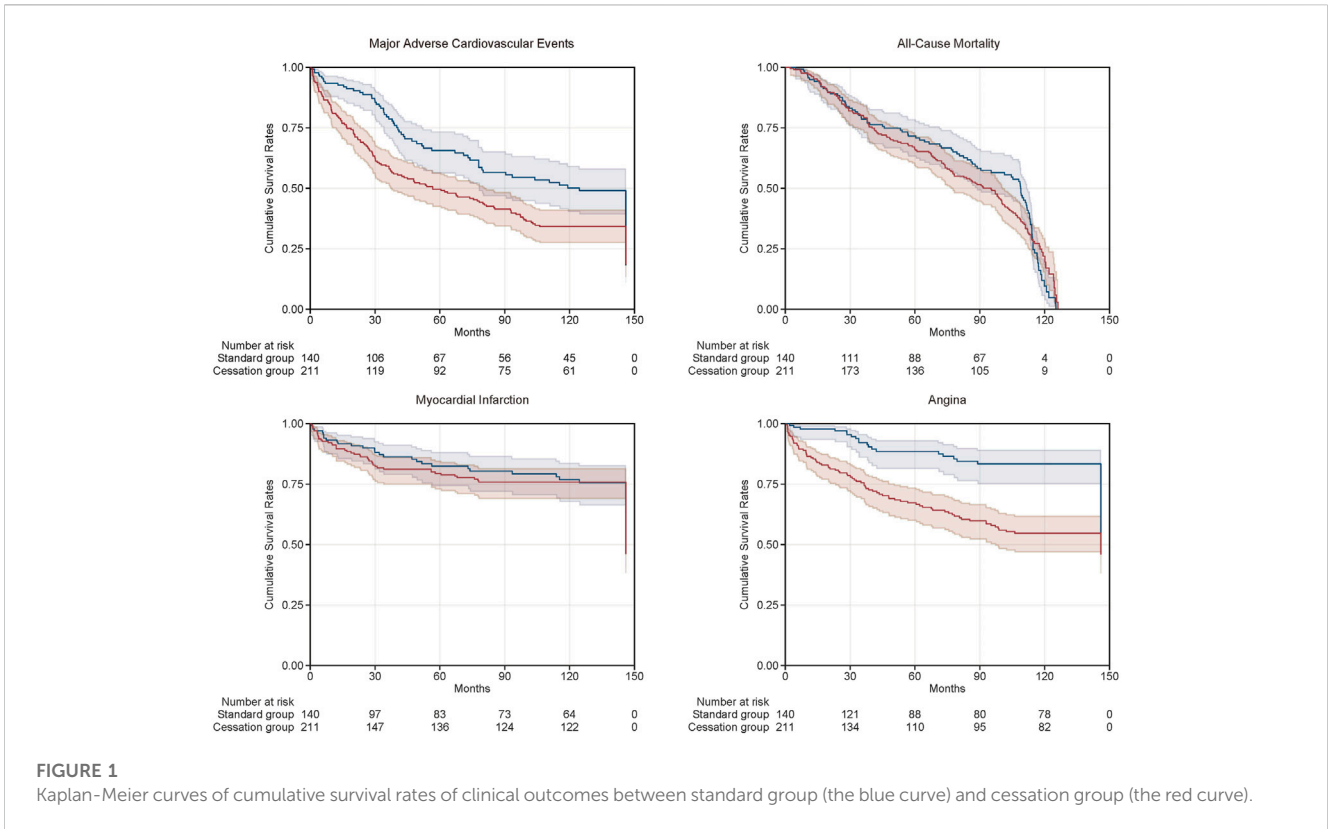 Major Adverse Cardiovascular Events
Cumulative Survival Rates
1.00
0.75
0.50
0.25
0.00
0 30 60 90 120 150
Months
Number at risk
Standard group 140 106 67 56 45 0
Cessation group 211 119 92 75 61 0
All-Cause Mortality
Cumulative Survival Rates
1.00
0.75
0.50
0.25
0.00
0 30 60 90 120 150
Months
Number at risk
Standard group 140 111 88 67 4 0
Cessation group 211 173 136 105 9 0
Myocardial Infarction
Cumulative Survival Rates
1.00
0.75
0.50
0.25
0.00
0 30 60 90 120 150
Months
Number at risk
Standard group 140 97 83 73 64 0
Cessation group 211 147 136 124 122 0
Angina
Cumulative Survival Rates
1.00
0.75
0.50
0.25
0.00
0 30 60 90 120 150
Months
Number at risk
Standard group 140 121 88 80 78 0
Cessation group 211 134 110 95 82 0
FIGURE 1
Kaplan-Meier curves of cumulative survival rates of clinical outcomes between standard group (the blue curve) and cessation group (the red curve).